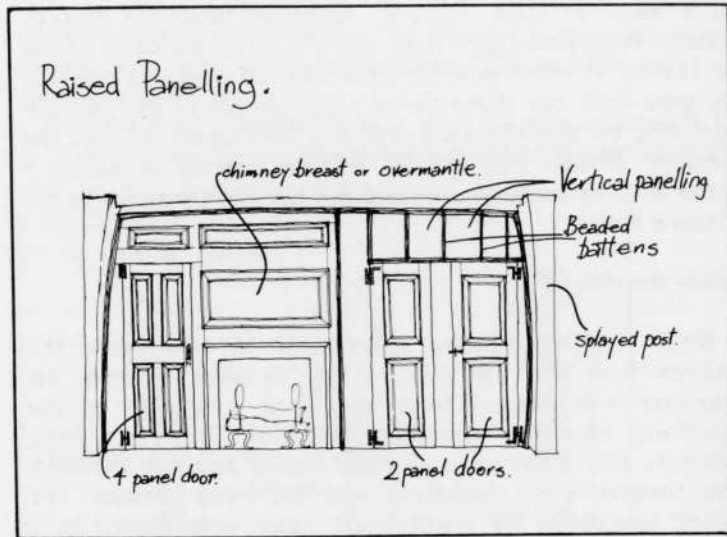 Raised Panelling.
chimney breast or overmantle.
Vertical panelling
Beaded
battens
splayed post.
4 panel door.
2 panel doors.